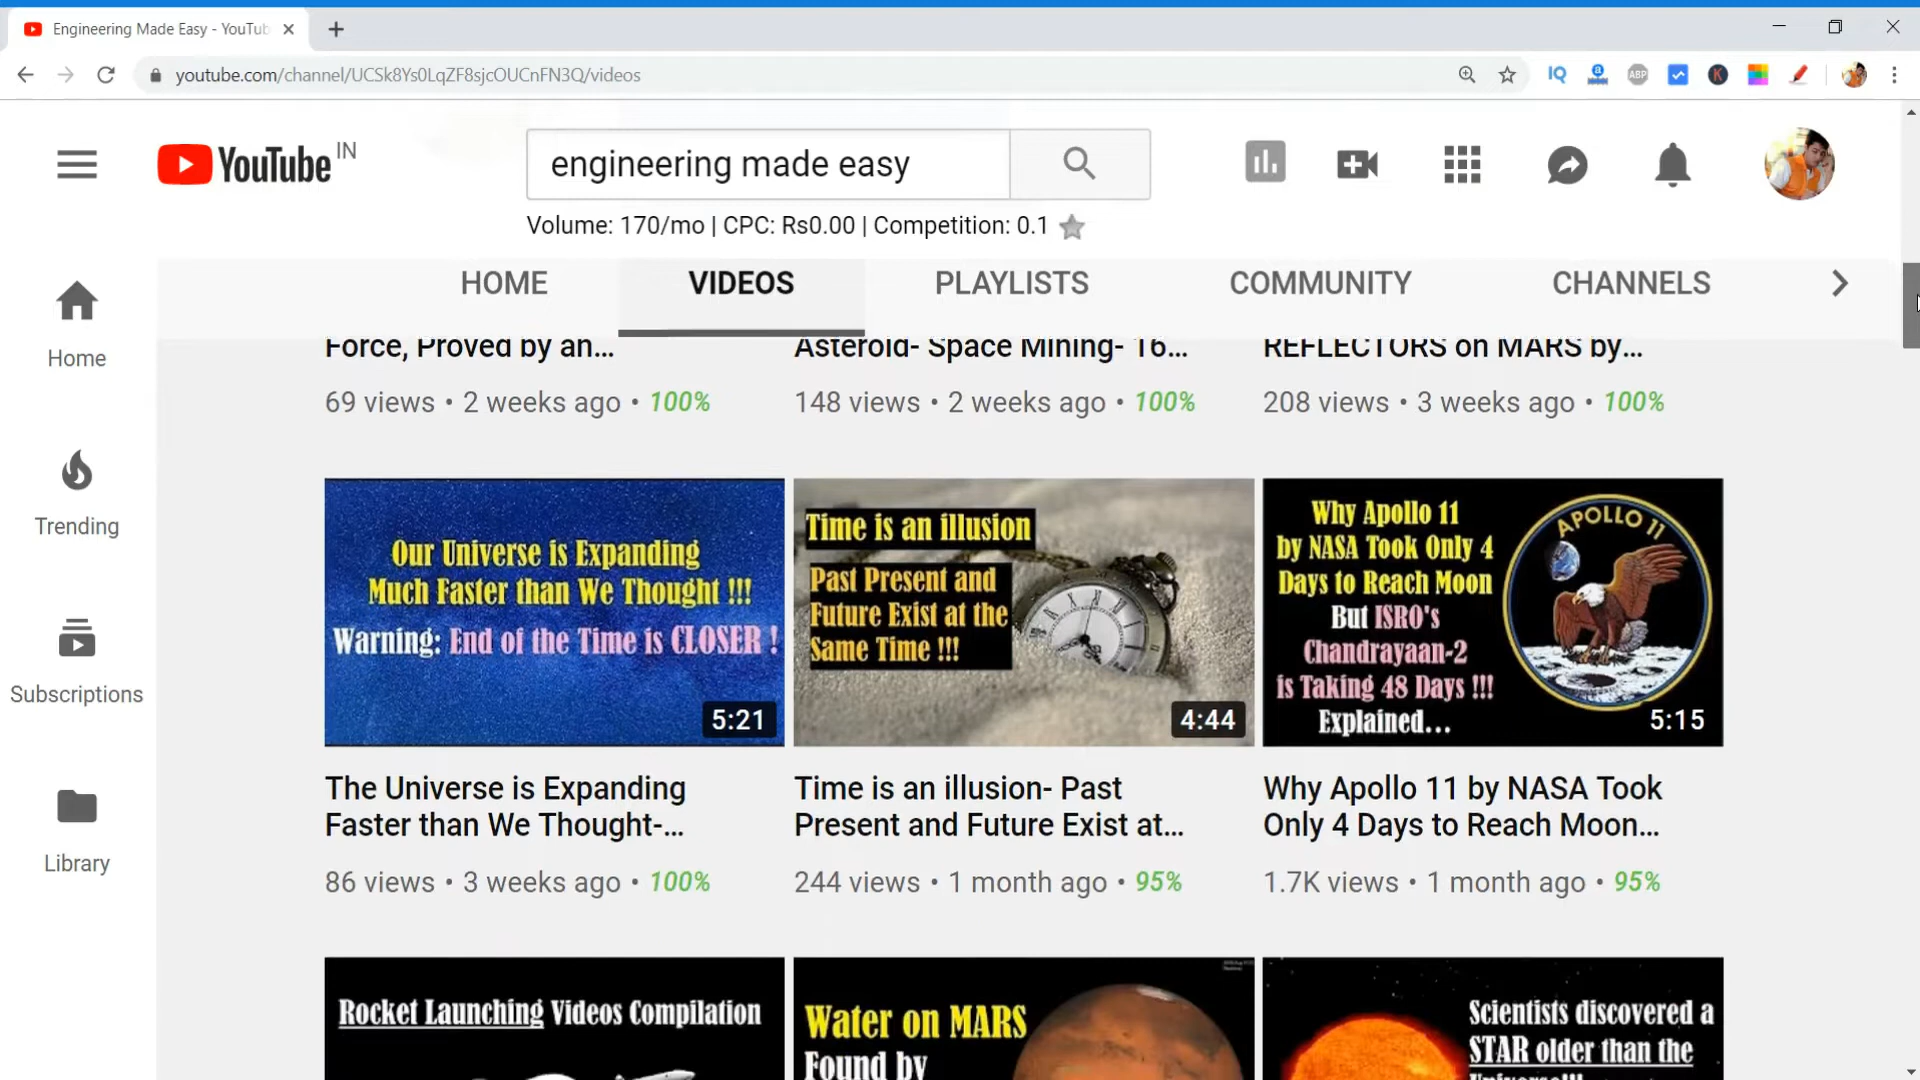 Engineering Made Easy - YouTub
youtube.com/channel/UCSk8Ys0LqZF8sjcOUCnFN3Q/videos
IQ
ABP
K
YouTube IN
engineering made easy
Volume: 170/mo | CPC: Rs0.00 | Competition: 0.1
HOME
VIDEOS
PLAYLISTS
COMMUNITY
CHANNELS
Home
Trending
Subscriptions
Library
Force, Proved by an...
69 views • 2 weeks ago • 100%
Asteroid- Space Mining- 16...
148 views • 2 weeks ago • 100%
REFLECTORS on MARS by...
208 views • 3 weeks ago • 100%
Our Universe is Expanding
Much Faster than We Thought !!!
Warning: End of the Time is CLOSER !
5:21
The Universe is Expanding
Faster than We Thought-...
86 views • 3 weeks ago • 100%
Time is an illusion
Past Present and
Future Exist at the
Same Time !!!
4:44
Time is an illusion- Past
Present and Future Exist at...
244 views • 1 month ago • 95%
Why Apollo 11
by NASA Took Only 4
Days to Reach Moon
But ISRO's
Chandrayaan-2
is Taking 48 Days !!!
Explained...
APOLLO 11
5:15
Why Apollo 11 by NASA Took
Only 4 Days to Reach Moon...
1.7K views • 1 month ago • 95%
Rocket Launching Videos Compilation
Water on MARS
Found by
Scientists discovered a
STAR older than the
Universe!!!